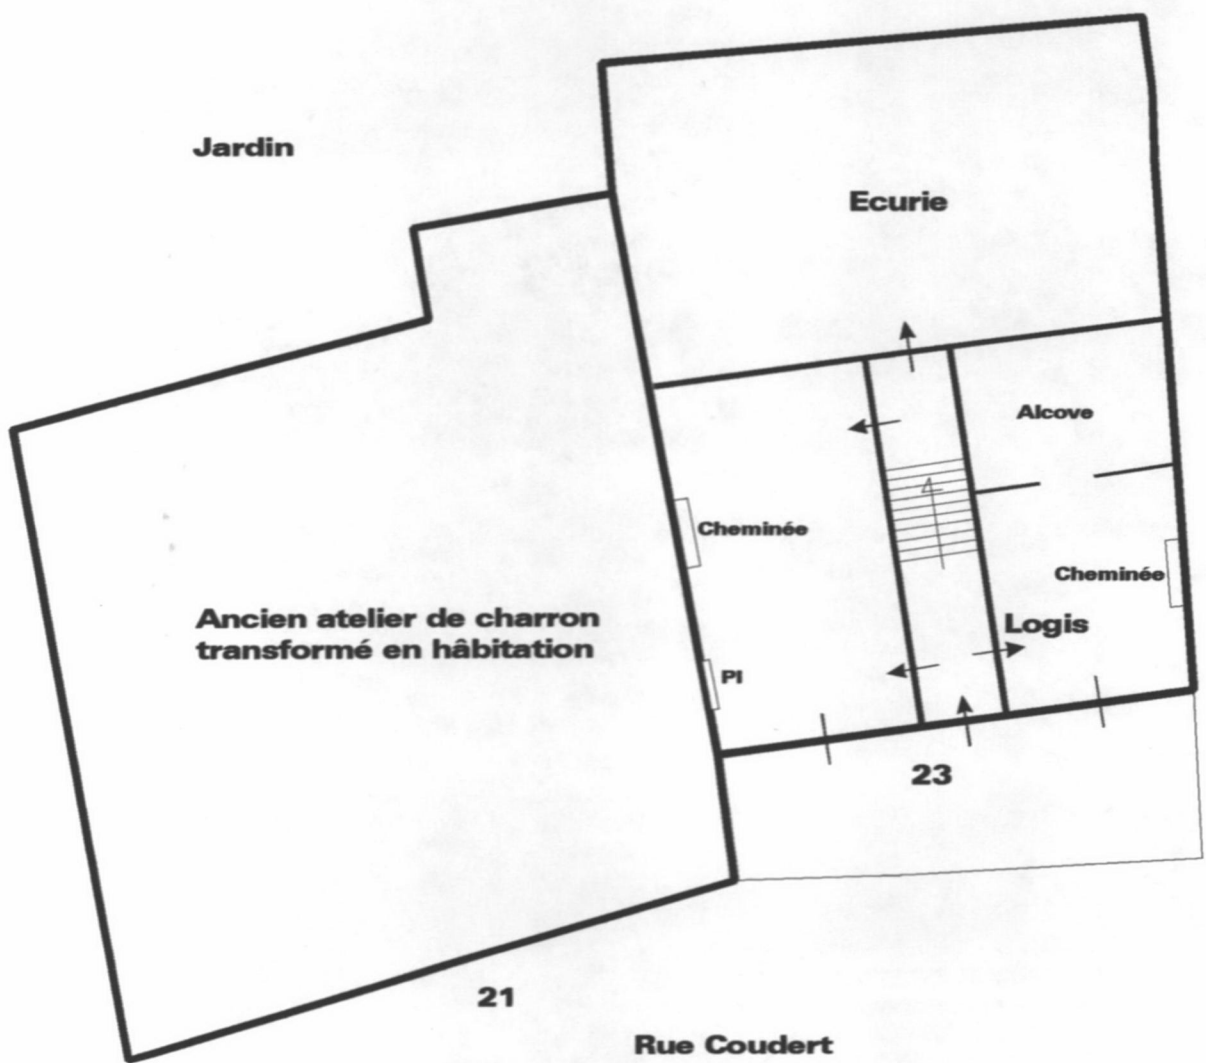 Jardin
Ecurie
Alcove
Cheminée
Cheminée
Ancien atelier de charron
transformé en hâbitation
Logis
Pl
23
21
Rue Coudert